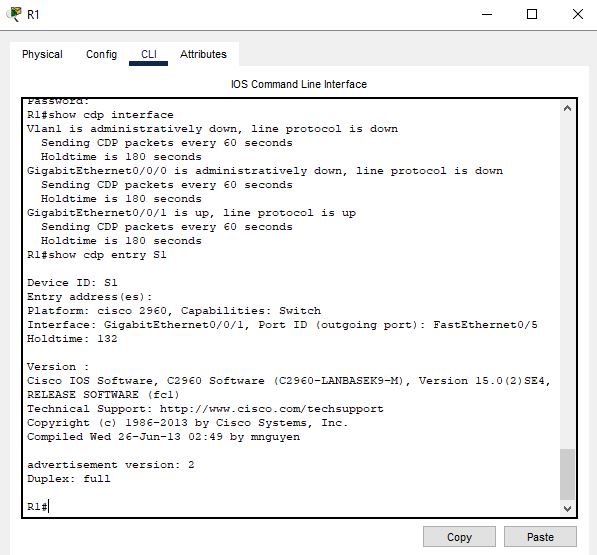 R1
Physical Config CLI Attributes
IOS Command Line Interface
Password:
R1#show cdp interface
Vlan1 is administratively down, line protocol is down
  Sending CDP packets every 60 seconds
  Holdtime is 180 seconds
GigabitEthernet0/0/0 is administratively down, line protocol is down
  Sending CDP packets every 60 seconds
  Holdtime is 180 seconds
GigabitEthernet0/0/1 is up, line protocol is up
  Sending CDP packets every 60 seconds
  Holdtime is 180 seconds
R1#show cdp entry S1

Device ID: S1
Entry address(es):
Platform: cisco 2960, Capabilities: Switch
Interface: GigabitEthernet0/0/1, Port ID (outgoing port): FastEthernet0/5
Holdtime: 132

Version :
Cisco IOS Software, C2960 Software (C2960-LANBASEK9-M), Version 15.0(2)SE4,
RELEASE SOFTWARE (fc1)
Technical Support: http://www.cisco.com/techsupport
Copyright (c) 1986-2013 by Cisco Systems, Inc.
Compiled Wed 26-Jun-13 02:49 by mnguyen

advertisement version: 2
Duplex: full

R1#
Copy Paste